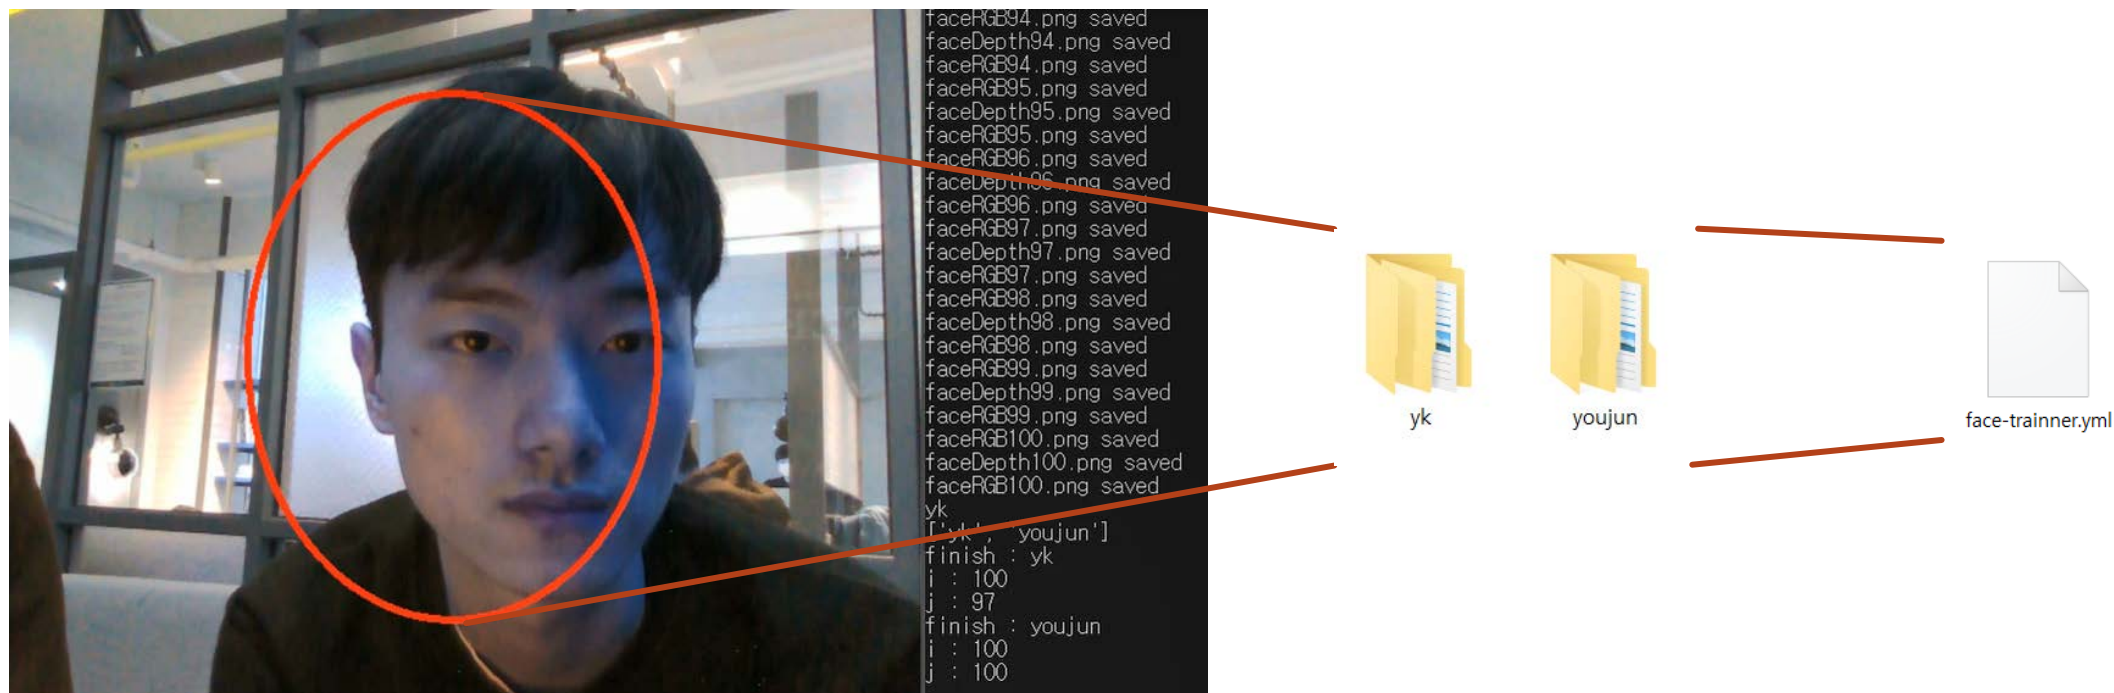 faceRGB94.png saved
faceDepth94.png saved
faceRGB94.png saved
faceRGB95.png saved
faceDepth95.png saved
faceRGB95.png saved
faceRGB96.png saved
faceDepth96.png saved
faceRGB96.png saved
faceRGB97.png saved
faceDepth97.png saved
faceRGB97.png saved
faceRGB98.png saved
faceDepth98.png saved
faceRGB98.png saved
faceRGB99.png saved
faceDepth99.png saved
faceRGB99.png saved
faceRGB100.png saved
faceDepth100.png saved
faceRGB100.png saved
yk
['yk', 'youjun']
finish : yk
i : 100
j : 97
finish : youjun
i : 100
j : 100
yk
youjun
face-trainner.yml